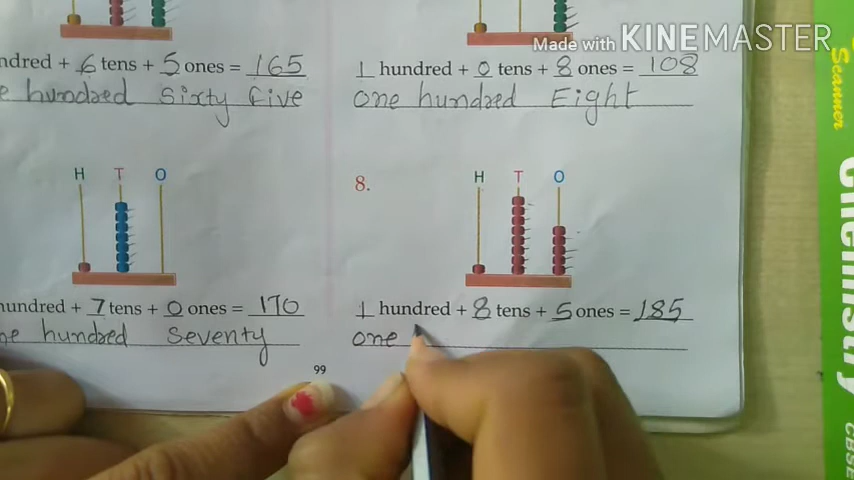 Made with KINEMASTER
hundred + 6 tens + 5 ones = 165
hundred Sixty Five
1 hundred + 0 tens + 8 ones = 108
one hundred Eight
H T O
8.
H T O
hundred + 7 tens + 0 ones = 170
hundred Seventy
1 hundred + 8 tens + 5 ones = 185
one
99
Scanner
Chemistry
CBSE